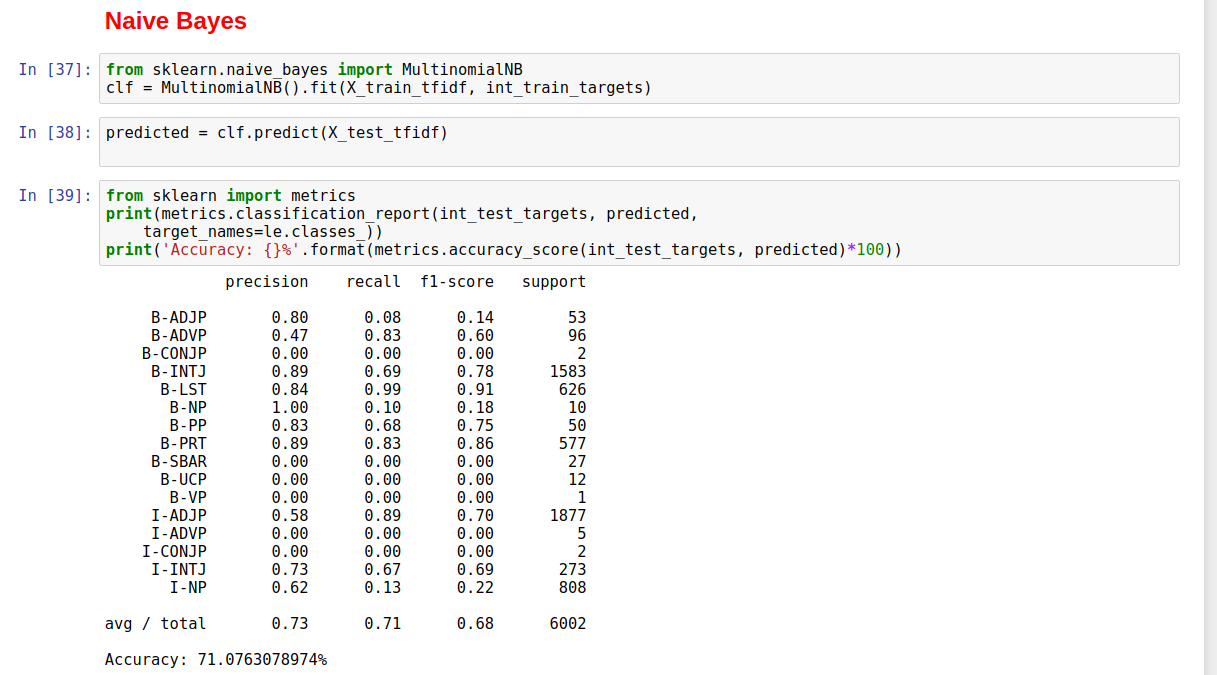 Naive Bayes
In [37]: from sklearn.naive_bayes import MultinomialNB
clf = MultinomialNB().fit(X_train_tfidf, int_train_targets)
In [38]: predicted = clf.predict(X_test_tfidf)
In [39]: from sklearn import metrics
print(metrics.classification_report(int_test_targets, predicted,
    target_names=le.classes_))
print('Accuracy: {}%'.format(metrics.accuracy_score(int_test_targets, predicted)*100))
precision recall f1-score support
B-ADJP 0.80 0.08 0.14 53
B-ADVP 0.47 0.83 0.60 96
B-CONJP 0.00 0.00 0.00 2
B-INTJ 0.89 0.69 0.78 1583
B-LST 0.84 0.99 0.91 626
B-NP 1.00 0.10 0.18 10
B-PP 0.83 0.68 0.75 50
B-PRT 0.89 0.83 0.86 577
B-SBAR 0.00 0.00 0.00 27
B-UCP 0.00 0.00 0.00 12
B-VP 0.00 0.00 0.00 1
I-ADJP 0.58 0.89 0.70 1877
I-ADVP 0.00 0.00 0.00 5
I-CONJP 0.00 0.00 0.00 2
I-INTJ 0.73 0.67 0.69 273
I-NP 0.62 0.13 0.22 808
avg / total 0.73 0.71 0.68 6002
Accuracy: 71.0763078974%